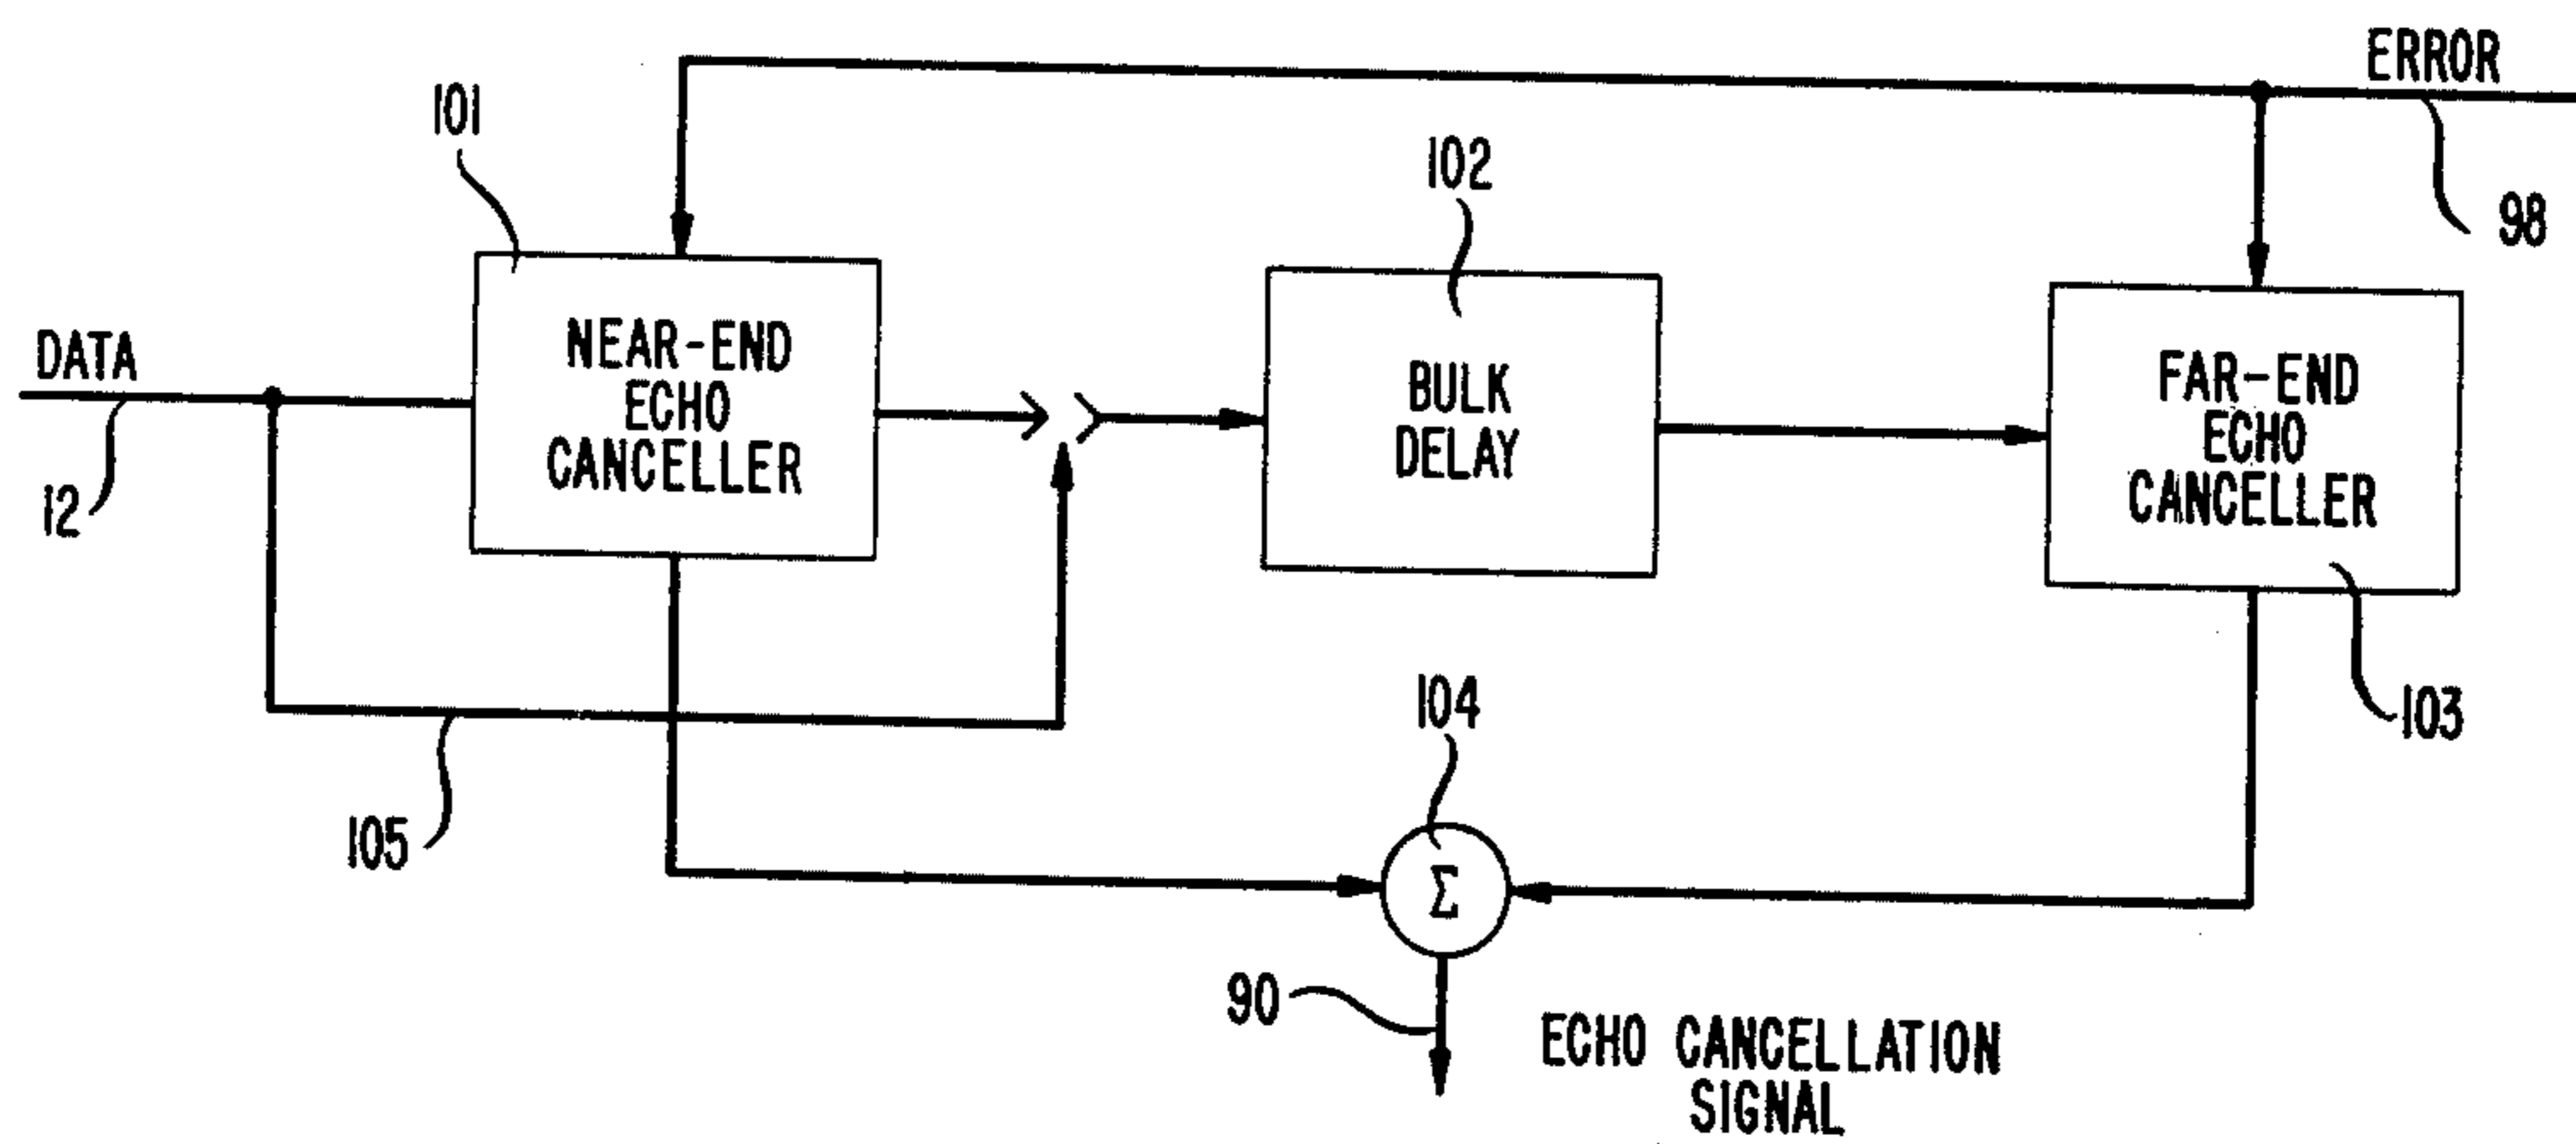 ERROR
101
102
98
DATA
NEAR-END
ECHO
CANCELLER
BULK
DELAY
FAR-END
ECHO
CANCELLER
12
105
104
103
Σ
90
ECHO CANCELLATION
SIGNAL